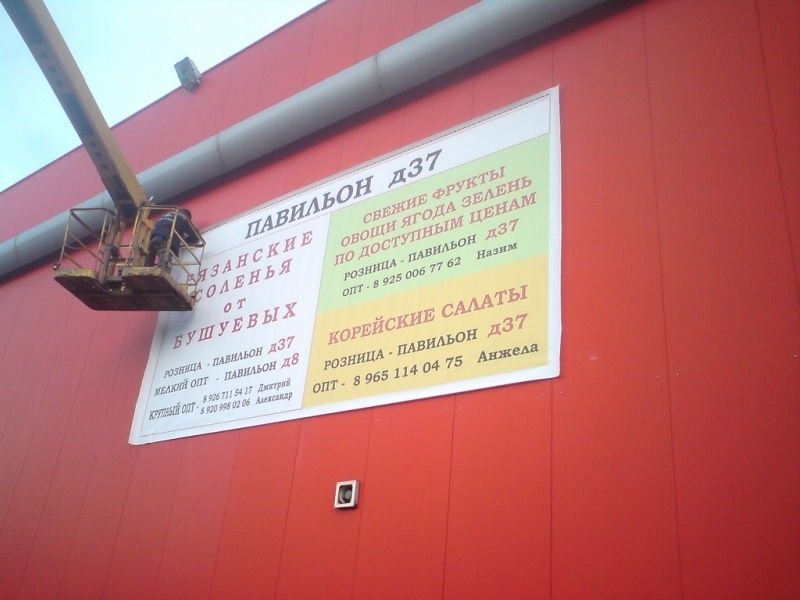 ПАВИЛЬОН д37
РЯЗАНСКИЕ
СОЛЕНЬЯ
от
БУШУЕВЫХ
РОЗНИЦА - ПАВИЛЬОН д37
МЕЛКИЙ ОПТ - ПАВИЛЬОН д8
КРУПНЫЙ ОПТ - 8 926 711 54 17 Дмитрий
8 920 998 02 06 Александр
СВЕЖИЕ ФРУКТЫ
ОВОЩИ ЯГОДА ЗЕЛЕНЬ
ПО ДОСТУПНЫМ ЦЕНАМ
РОЗНИЦА - ПАВИЛЬОН д37
ОПТ - 8 925 006 77 62 Назим
КОРЕЙСКИЕ САЛАТЫ
РОЗНИЦА - ПАВИЛЬОН д37
ОПТ - 8 965 114 04 75 Анжела